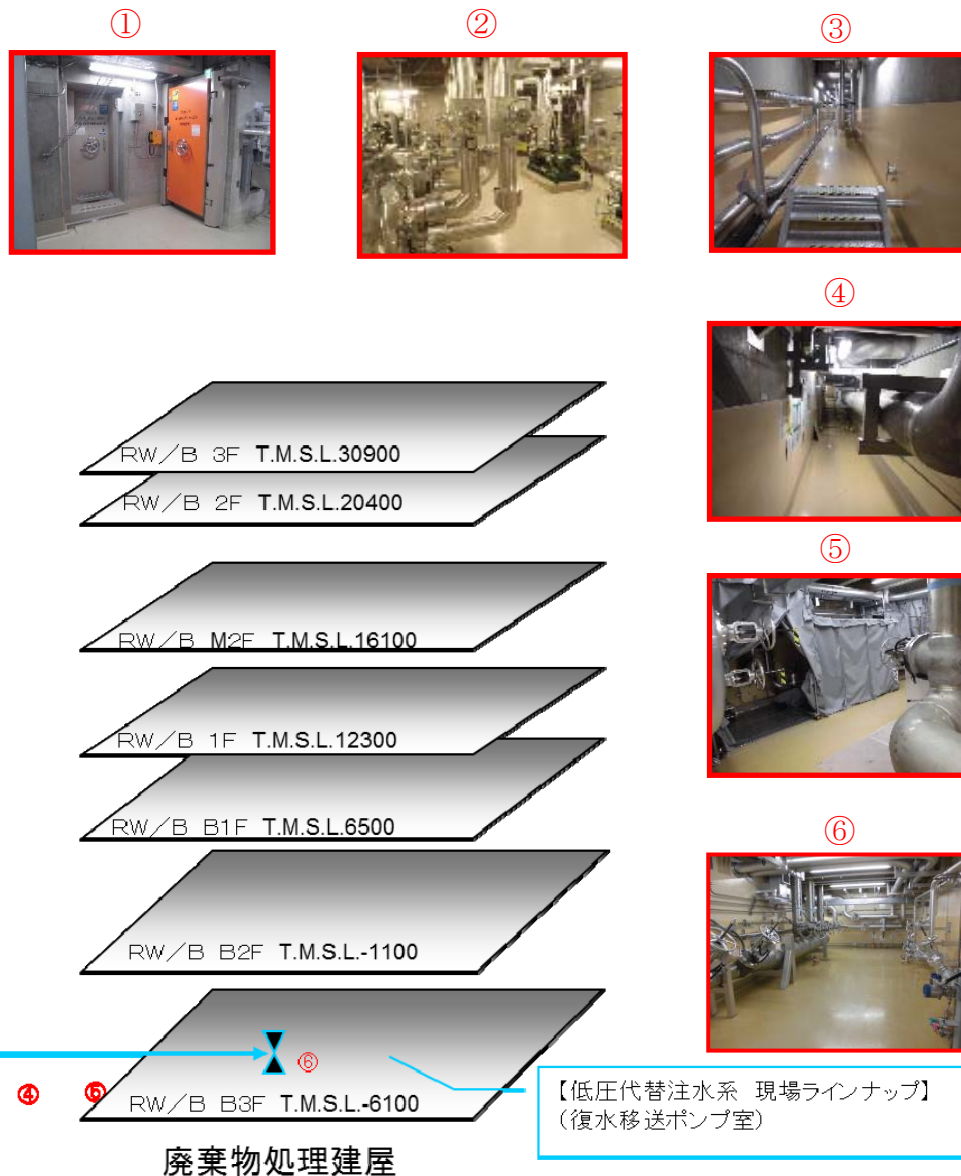 ①
②
③
④
⑤
⑥
RW/B 3F T.M.S.L.30900
RW/B 2F T.M.S.L.20400
RW/B M2F T.M.S.L.16100
RW/B 1F T.M.S.L.12300
RW/B B1F T.M.S.L.6500
RW/B B2F T.M.S.L.-1100
⑥
④ ⑤
RW/B B3F T.M.S.L.-6100
【低圧代替注水系 現場ラインナップ】
(復水移送ポンプ室)
廃棄物処理建屋